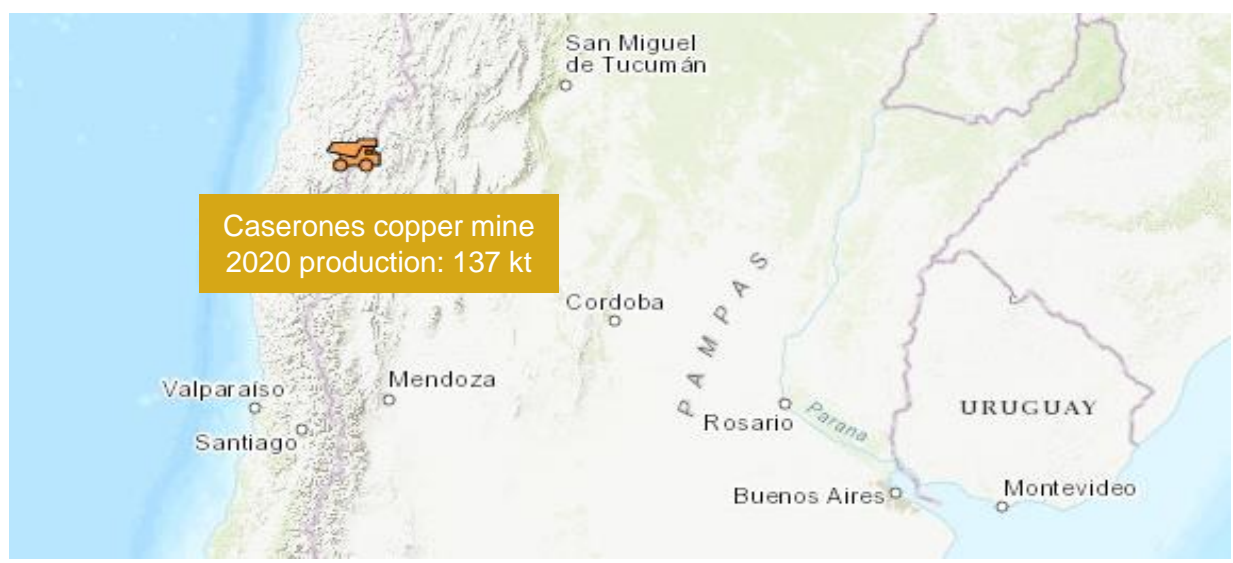 San Miguel
de Tucumán
Caserones copper mine
2020 production: 137 kt
Cordoba
PAMPAS
Valparaíso
Mendoza
Santiago
Rosario
Parana
URUGUAY
Buenos Aires
Montevideo